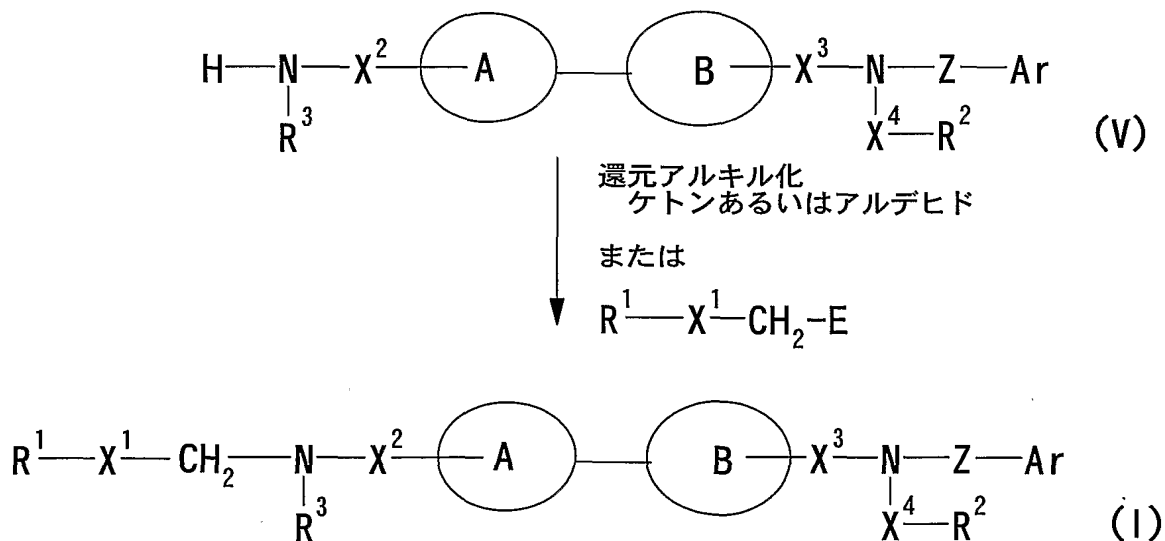 H—N—X²—A—B—X³—N—Z—Ar
R³ X⁴—R² (V)
還元アルキル化
ケトンあるいはアルデヒド
または
R¹—X¹—CH₂-E
R¹—X¹—CH₂—N—X²—A—B—X³—N—Z—Ar
R³ X⁴—R² (I)